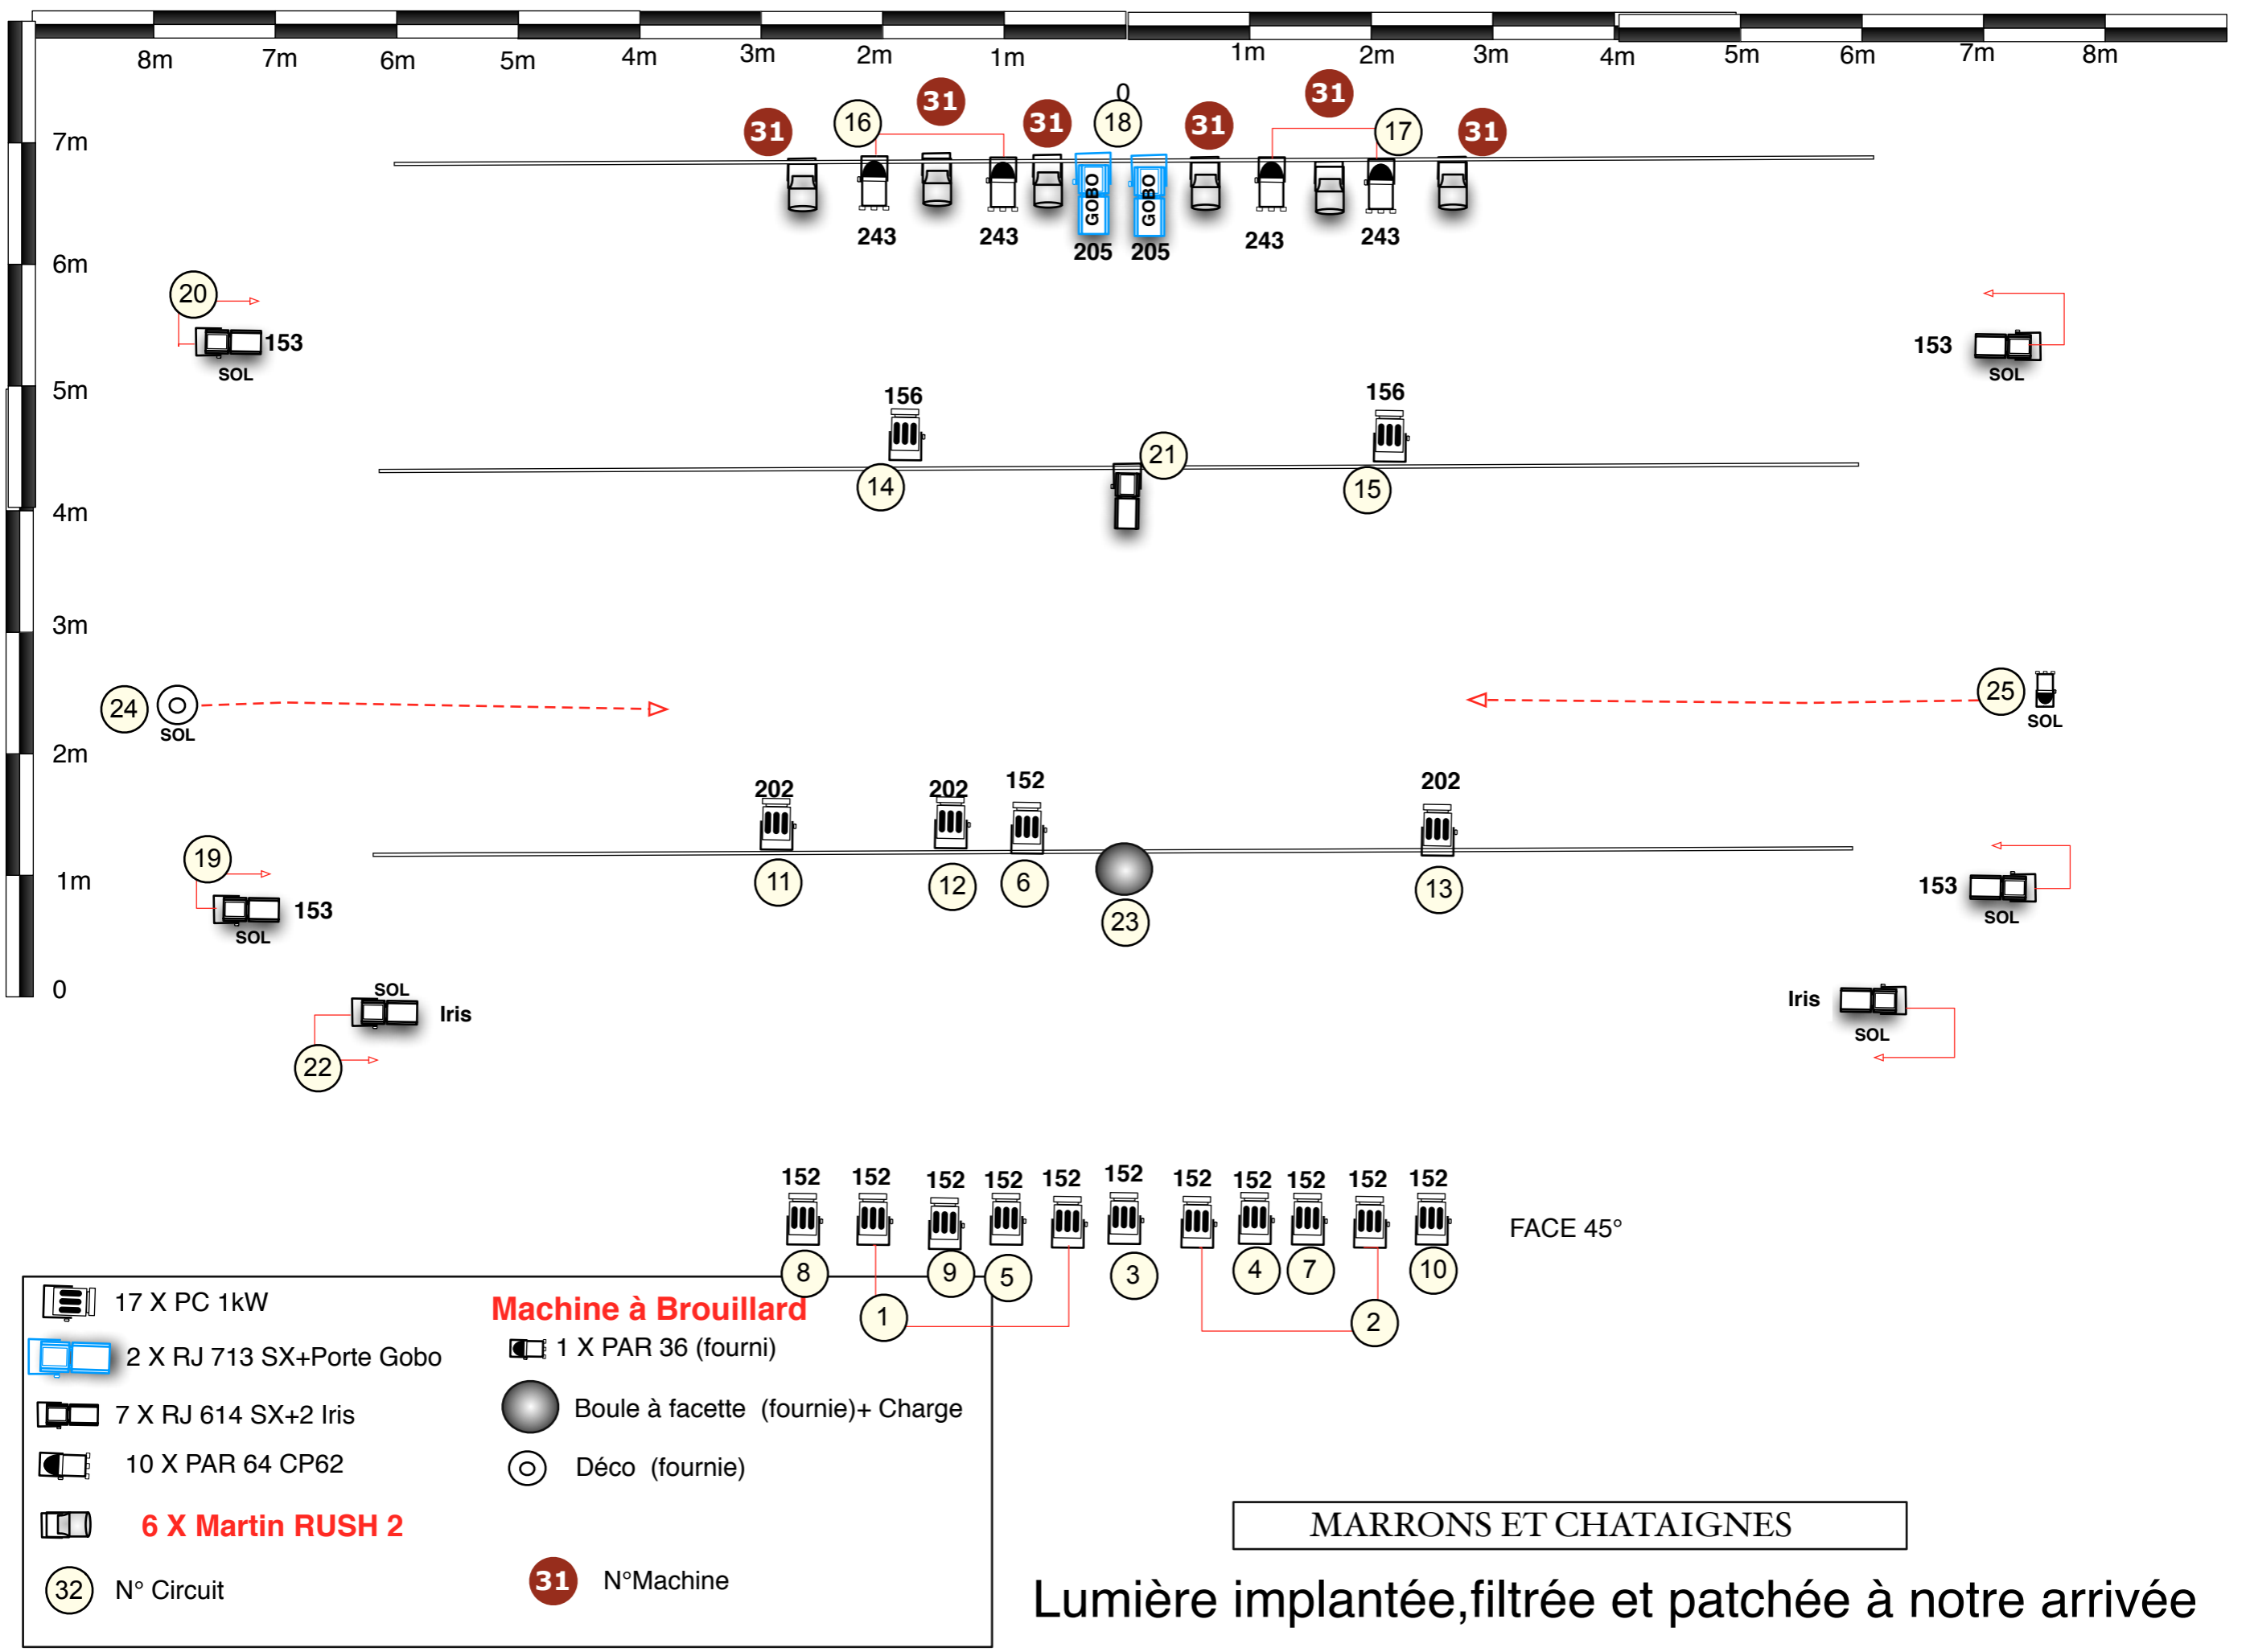 8m 7m 6m 5m 4m 3m 2m 1m 1m 2m 3m 4m 5m 6m 7m 8m
0
31 31 31
16 31 18 31 17 31
7m
GOBO GOBO
243 243 205 205 243 243
6m
20
153 153
SOL SOL
5m
156 156
21
14 15
4m
3m
24 25
SOL SOL
2m
202 202 152 202
19
1m
11 12 6 13
153 153
SOL SOL
23
0
SOL
Iris Iris
SOL
22
152 152 152 152 152 152 152 152 152 152 152
FACE 45°
8 9 5 3 4 7 10
1 2
17 X PC 1kW
2 X RJ 713 SX+Porte Gobo
7 X RJ 614 SX+2 Iris
10 X PAR 64 CP62
6 X Martin RUSH 2
32 N° Circuit
Machine à Brouillard
1 X PAR 36 (fourni)
Boule à facette (fournie)+ Charge
Déco (fournie)
31 N°Machine
MARRONS ET CHATAIGNES
Lumière implantée,filtrée et patchée à notre arrivée